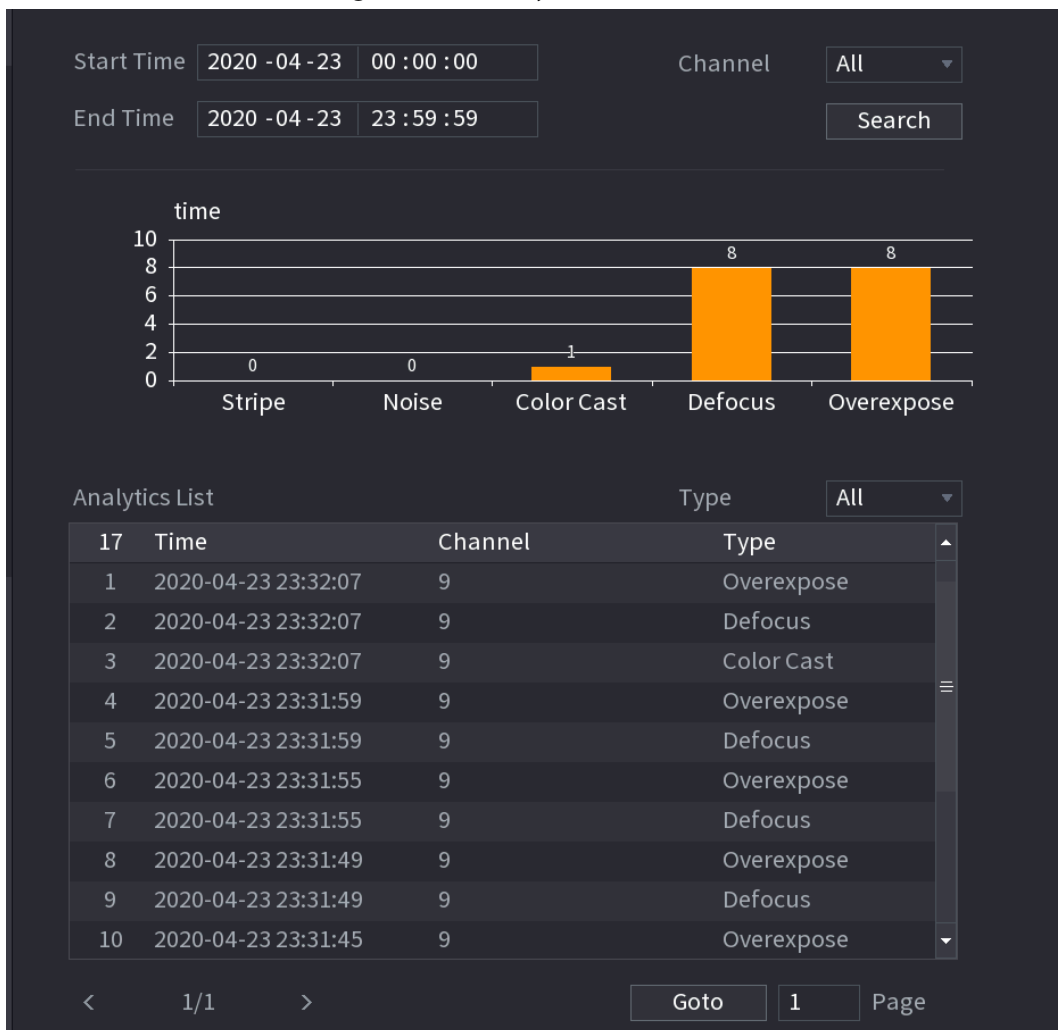 Start Time 2020 -04 -23 00 : 00 : 00 Channel All
End Time 2020 -04 -23 23 : 59 : 59 Search
time
10
8
6
4
2
0
8 8
1
0 0
Stripe Noise Color Cast Defocus Overexpose
Analytics List Type All
17 Time Channel Type
1 2020-04-23 23:32:07 9 Overexpose
2 2020-04-23 23:32:07 9 Defocus
3 2020-04-23 23:32:07 9 Color Cast
4 2020-04-23 23:31:59 9 Overexpose
5 2020-04-23 23:31:59 9 Defocus
6 2020-04-23 23:31:55 9 Overexpose
7 2020-04-23 23:31:55 9 Defocus
8 2020-04-23 23:31:49 9 Overexpose
9 2020-04-23 23:31:49 9 Defocus
10 2020-04-23 23:31:45 9 Overexpose
< 1/1 > Goto 1 Page